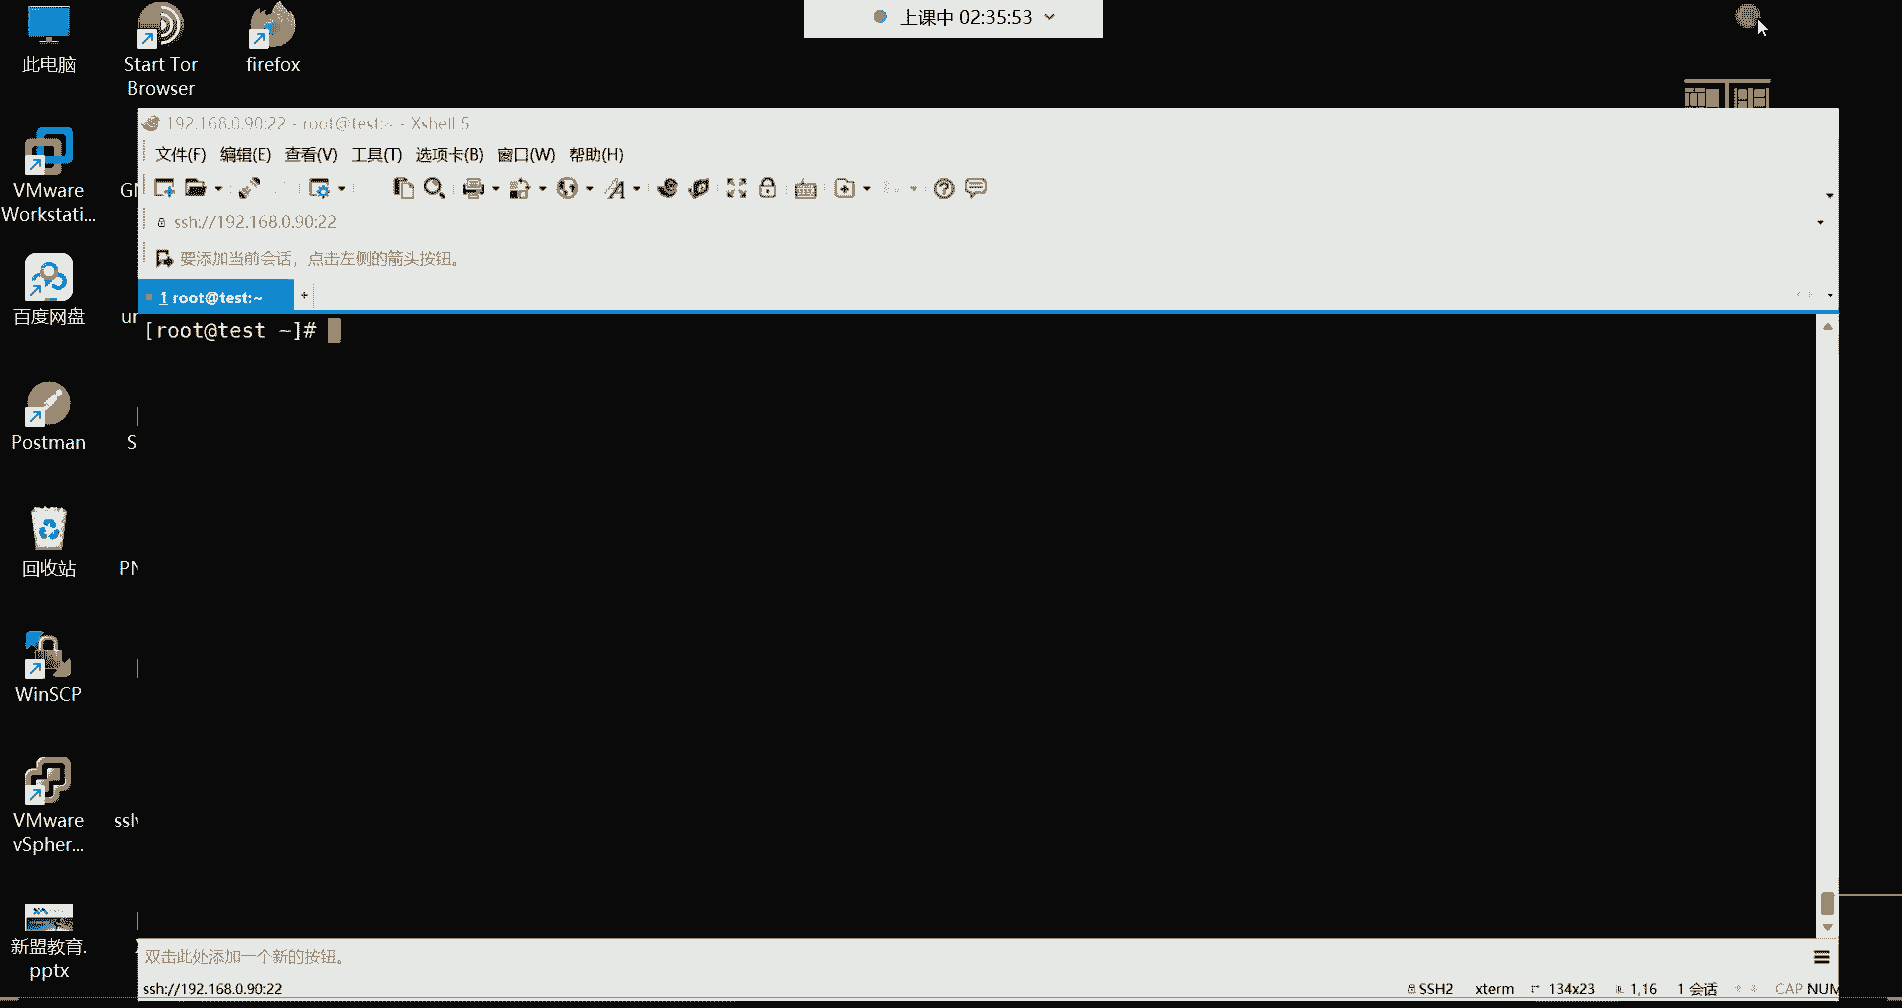 上课中 02:35:53
此电脑
Start Tor
Browser
firefox
192.168.0.90:22 - root@test:~ - Xshell 5
文件(F) 编辑(E) 查看(V) 工具(T) 选项卡(B) 窗口(W) 帮助(H)
VMware
Workstati...
ssh://192.168.0.90:22
要添加当前会话，点击左侧的箭头按钮。
1 root@test:~ +
百度网盘
[root@test ~]#
Postman
回收站
WinSCP
VMware
vSpher...
新盟教育.
pptx
双击此处添加一个新的按钮。
ssh://192.168.0.90:22 SSH2 xterm 134x23 1,16 1 会话 CAP NUM